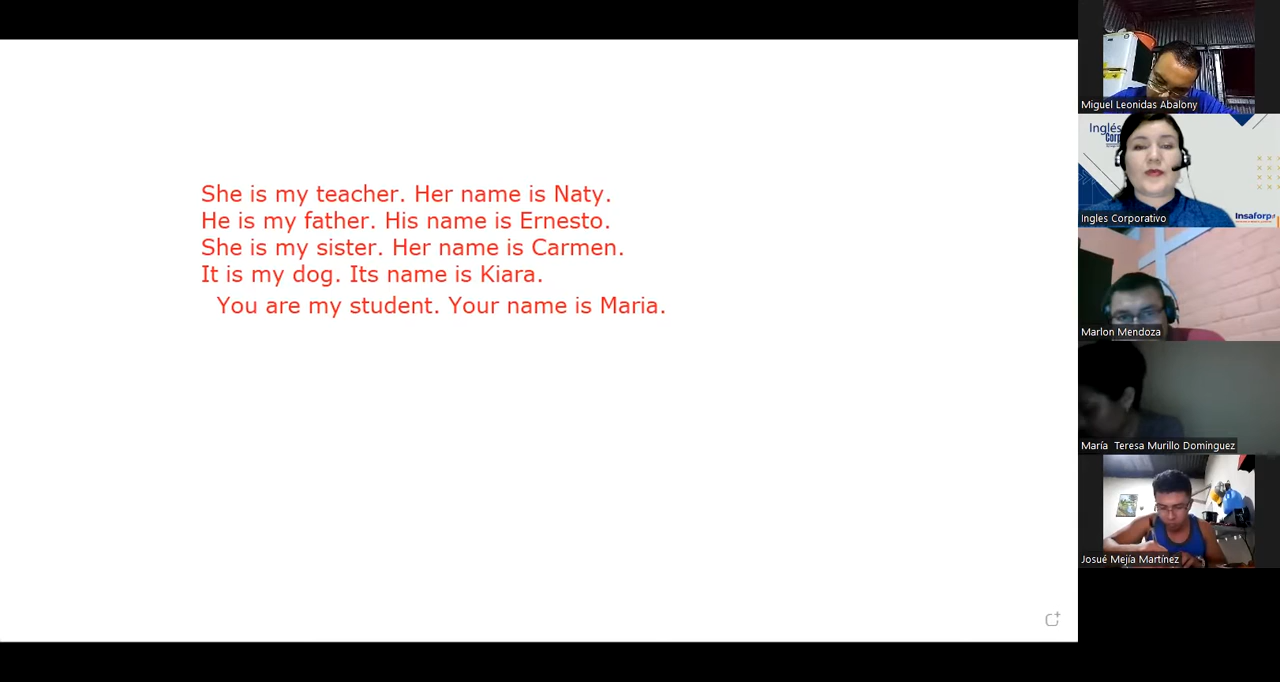 She is my teacher. Her name is Naty.
He is my father. His name is Ernesto.
She is my sister. Her name is Carmen.
It is my dog. Its name is Kiara.
You are my student. Your name is Maria.
Miguel Leonidas Abalony
Inglés
Corp
Ingles Corporativo
Insaforp
Marlon Mendoza
María Teresa Murillo Dominguez
Josué Mejía Martínez